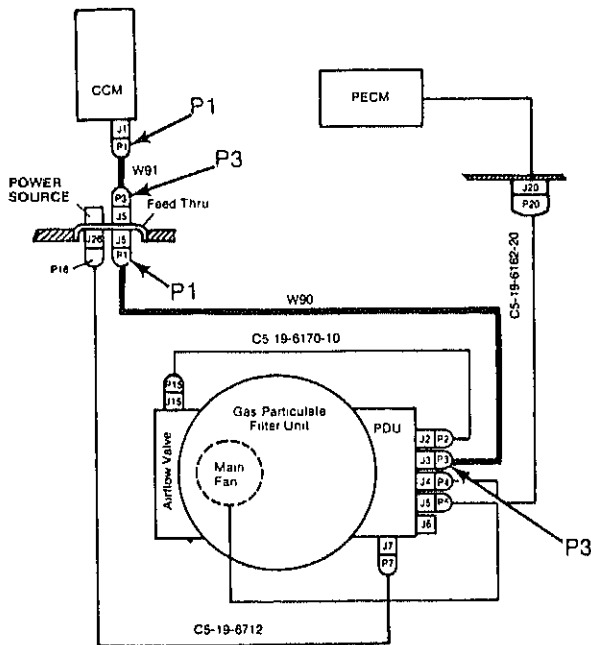 CCM
J1
P1
P1
W91
P3
P3
POWER
SOURCE
J5
Feed Thru
J26
J5
P16
P1
P1
PECM
J20
P20
C5-19-6162-20
W90
C5 19-6170-10
P15
J15
Airflow Valve
Gas Particulate
Filter Unit
Main
Fan
PDU
J2 P2
J3 P3
J4 P4
J5 P5
J6
J7
P7
P3
C5-19-6712